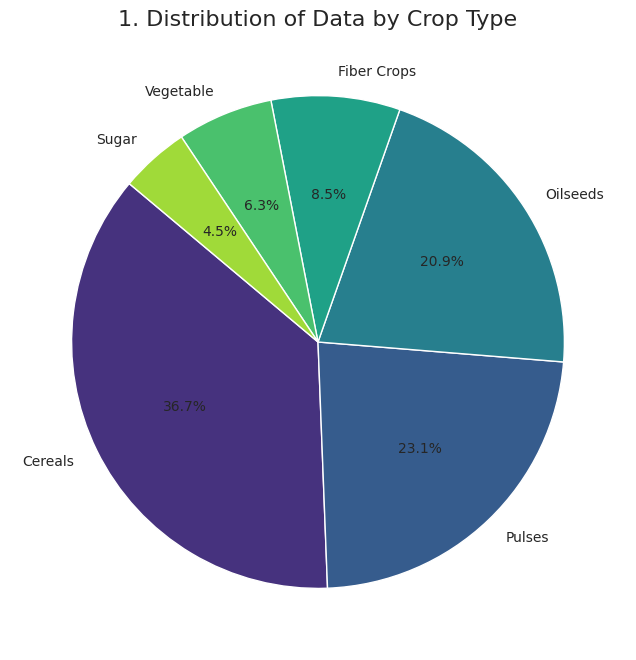 1. Distribution of Data by Crop Type
Fiber Crops
Vegetable
Sugar
Oilseeds
8.5%
6.3%
4.5%
20.9%
36.7%
23.1%
Cereals
Pulses